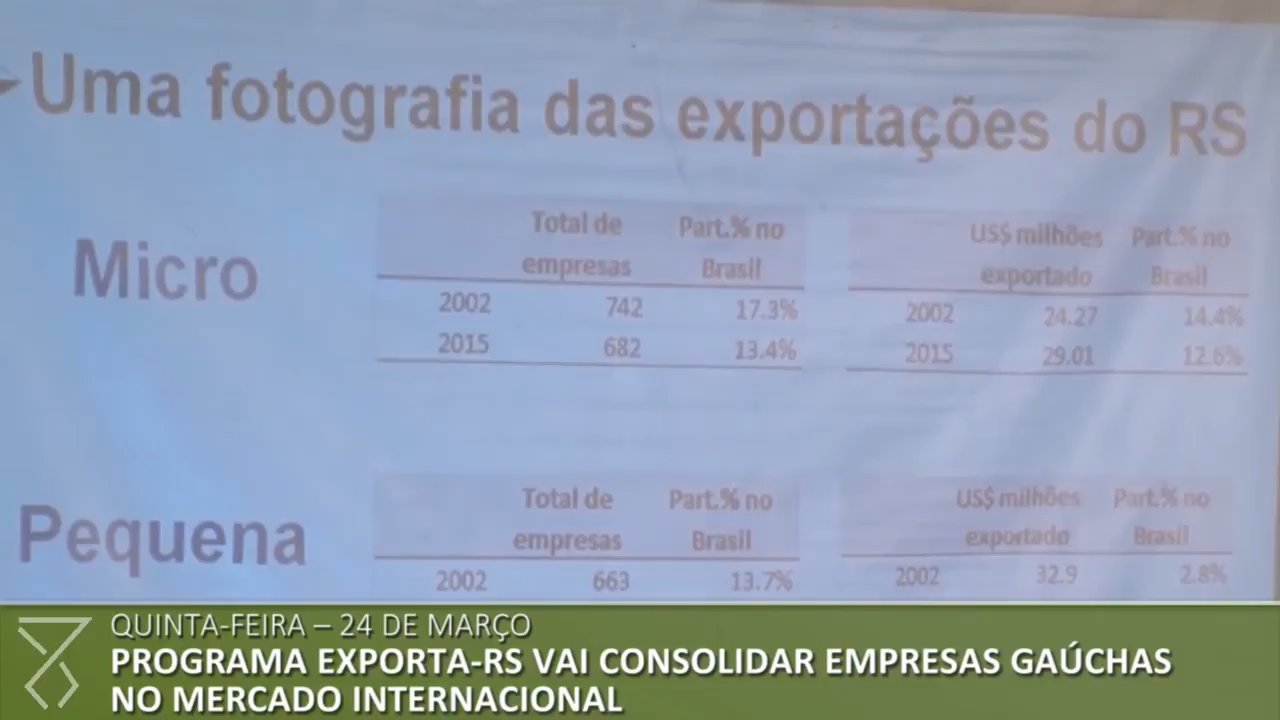 Uma fotografia das exportações do RS
Micro
Total de empresas Part.% no Brasil
2002 742 17.3%
2015 682 13.4%
US$ milhões exportado Part.% no Brasil
2002 24.27 14.4%
2015 29.01 12.6%
Pequena
Total de empresas Part.% no Brasil
2002 663 13.7%
US$ milhões exportado Part.% no Brasil
2002 32.9 2.8%
QUINTA-FEIRA – 24 DE MARÇO
PROGRAMA EXPORTA-RS VAI CONSOLIDAR EMPRESAS GAÚCHAS
NO MERCADO INTERNACIONAL